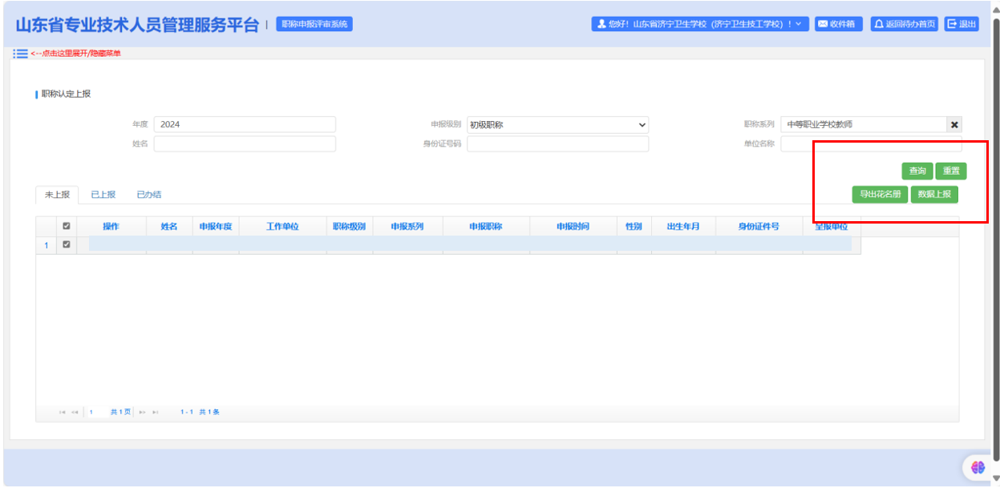 山东省专业技术人员管理服务平台 | 职称申报评审系统 您好！山东省济宁卫生学校（济宁卫生技工学校）！ 收件箱 返回待办首页 退出
<--点击这里展开/隐藏菜单
职称认定上报
年度 2024 申报级别 初级职称 职称系列 中等职业学校教师
姓名 身份证号码 单位名称
查询 重置
未上报 已上报 已办结 导出花名册 数据上报
操作 姓名 申报年度 工作单位 职称级别 申报系列 申报职称 申报时间 性别 出生年月 身份证件号 呈报单位
1
1 共1页 1-1 共1条